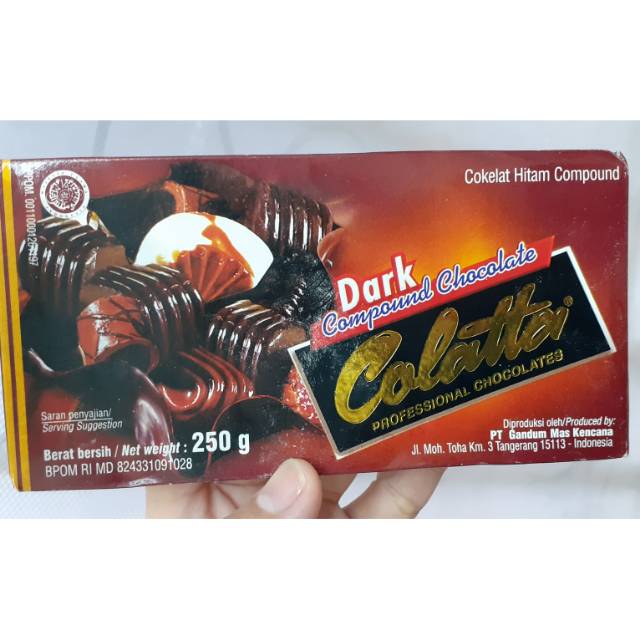 Cokelat Hitam Compound
Dark
Compound Chocolate
Colatta
PROFESSIONAL CHOCOLATES
Saran penyajian/
Serving Suggestion
Berat bersih / Net weight : 250 g
BPOM RI MD 824331091028
Diproduksi oleh/Produced by:
PT Gandum Mas Kencana
Jl. Moh. Toha Km. 3 Tangerang 15113 - Indonesia